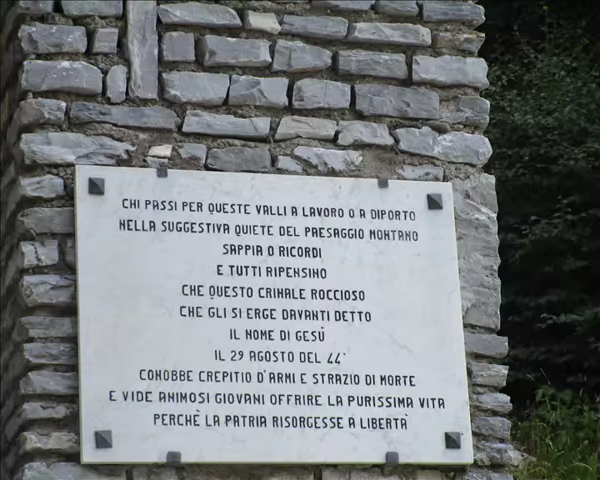 CHI PASSI PER QUESTE VALLI A LAVORO O A DIPORTO
NELLA SUGGESTIVA QUIETE DEL PAESAGGIO MONTANO
SAPPIA O RICORDI
E TUTTI RIPENSINO
CHE QUESTO CRINALE ROCCIOSO
CHE GLI SI ERGE DAVANTI DETTO
IL NOME DI GESÙ
IL 29 AGOSTO DEL 44'
CONOBBE CREPITIO D'ARMI E STRAZIO DI MORTE
E VIDE ANIMOSI GIOVANI OFFRIRE LA PURISSIMA VITA
PERCHÈ LA PATRIA RISORGESSE A LIBERTÀ